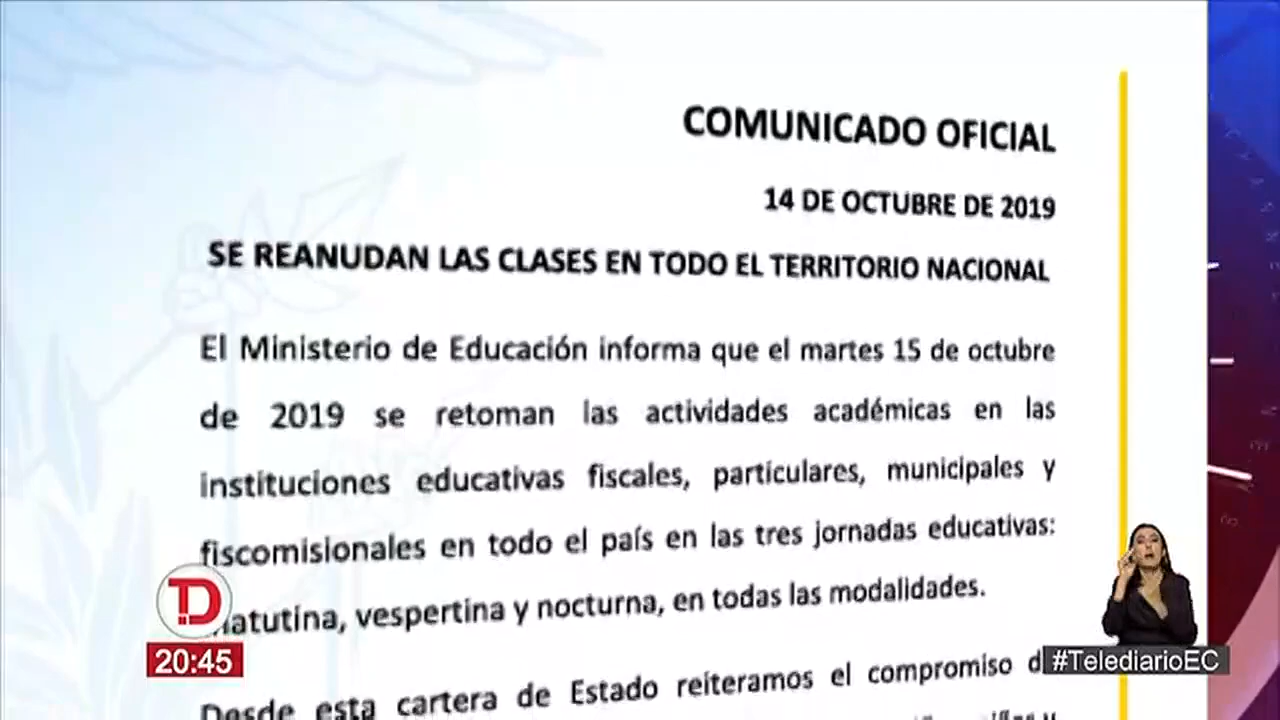 COMUNICADO OFICIAL
14 DE OCTUBRE DE 2019
SE REANUDAN LAS CLASES EN TODO EL TERRITORIO NACIONAL
El Ministerio de Educación informa que el martes 15 de octubre
de 2019 se retoman las actividades académicas en las
instituciones educativas fiscales, particulares, municipales y
fiscomisionales en todo el país en las tres jornadas educativas:
matutina, vespertina y nocturna, en todas las modalidades.
Desde esta cartera de Estado reiteramos el compromiso
TD
20:45
#TelediarioEC